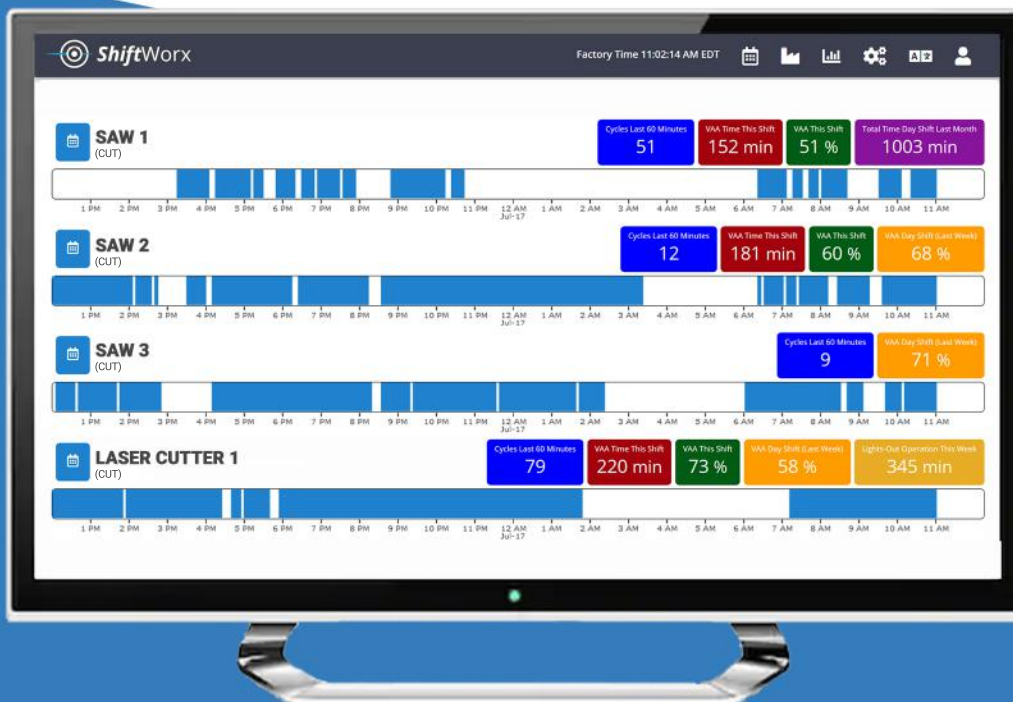 ShiftWorx
Factory Time 11:02:14 AM EDT
SAW 1
(CUT)
Cycles Last 60 Minutes
51
VAA Time This Shift
152 min
VAA This Shift
51 %
Total Time Day Shift Last Month
1003 min
1 PM 2 PM 3 PM 4 PM 5 PM 6 PM 7 PM 8 PM 9 PM 10 PM 11 PM 12 AM 1 AM 2 AM 3 AM 4 AM 5 AM 6 AM 7 AM 8 AM 9 AM 10 AM 11 AM
Jul-17
SAW 2
(CUT)
Cycles Last 60 Minutes
12
VAA Time This Shift
181 min
VAA This Shift
60 %
VAA Day Shift (Last Week)
68 %
1 PM 2 PM 3 PM 4 PM 5 PM 6 PM 7 PM 8 PM 9 PM 10 PM 11 PM 12 AM 1 AM 2 AM 3 AM 4 AM 5 AM 6 AM 7 AM 8 AM 9 AM 10 AM 11 AM
Jul-17
SAW 3
(CUT)
Cycles Last 60 Minutes
9
VAA Day Shift (Last Week)
71 %
1 PM 2 PM 3 PM 4 PM 5 PM 6 PM 7 PM 8 PM 9 PM 10 PM 11 PM 12 AM 1 AM 2 AM 3 AM 4 AM 5 AM 6 AM 7 AM 8 AM 9 AM 10 AM 11 AM
Jul-17
LASER CUTTER 1
(CUT)
Cycles Last 60 Minutes
79
VAA Time This Shift
220 min
VAA This Shift
73 %
VAA Day Shift (Last Week)
58 %
Lights-Out Operation This Week
345 min
1 PM 2 PM 3 PM 4 PM 5 PM 6 PM 7 PM 8 PM 9 PM 10 PM 11 PM 12 AM 1 AM 2 AM 3 AM 4 AM 5 AM 6 AM 7 AM 8 AM 9 AM 10 AM 11 AM
Jul-17